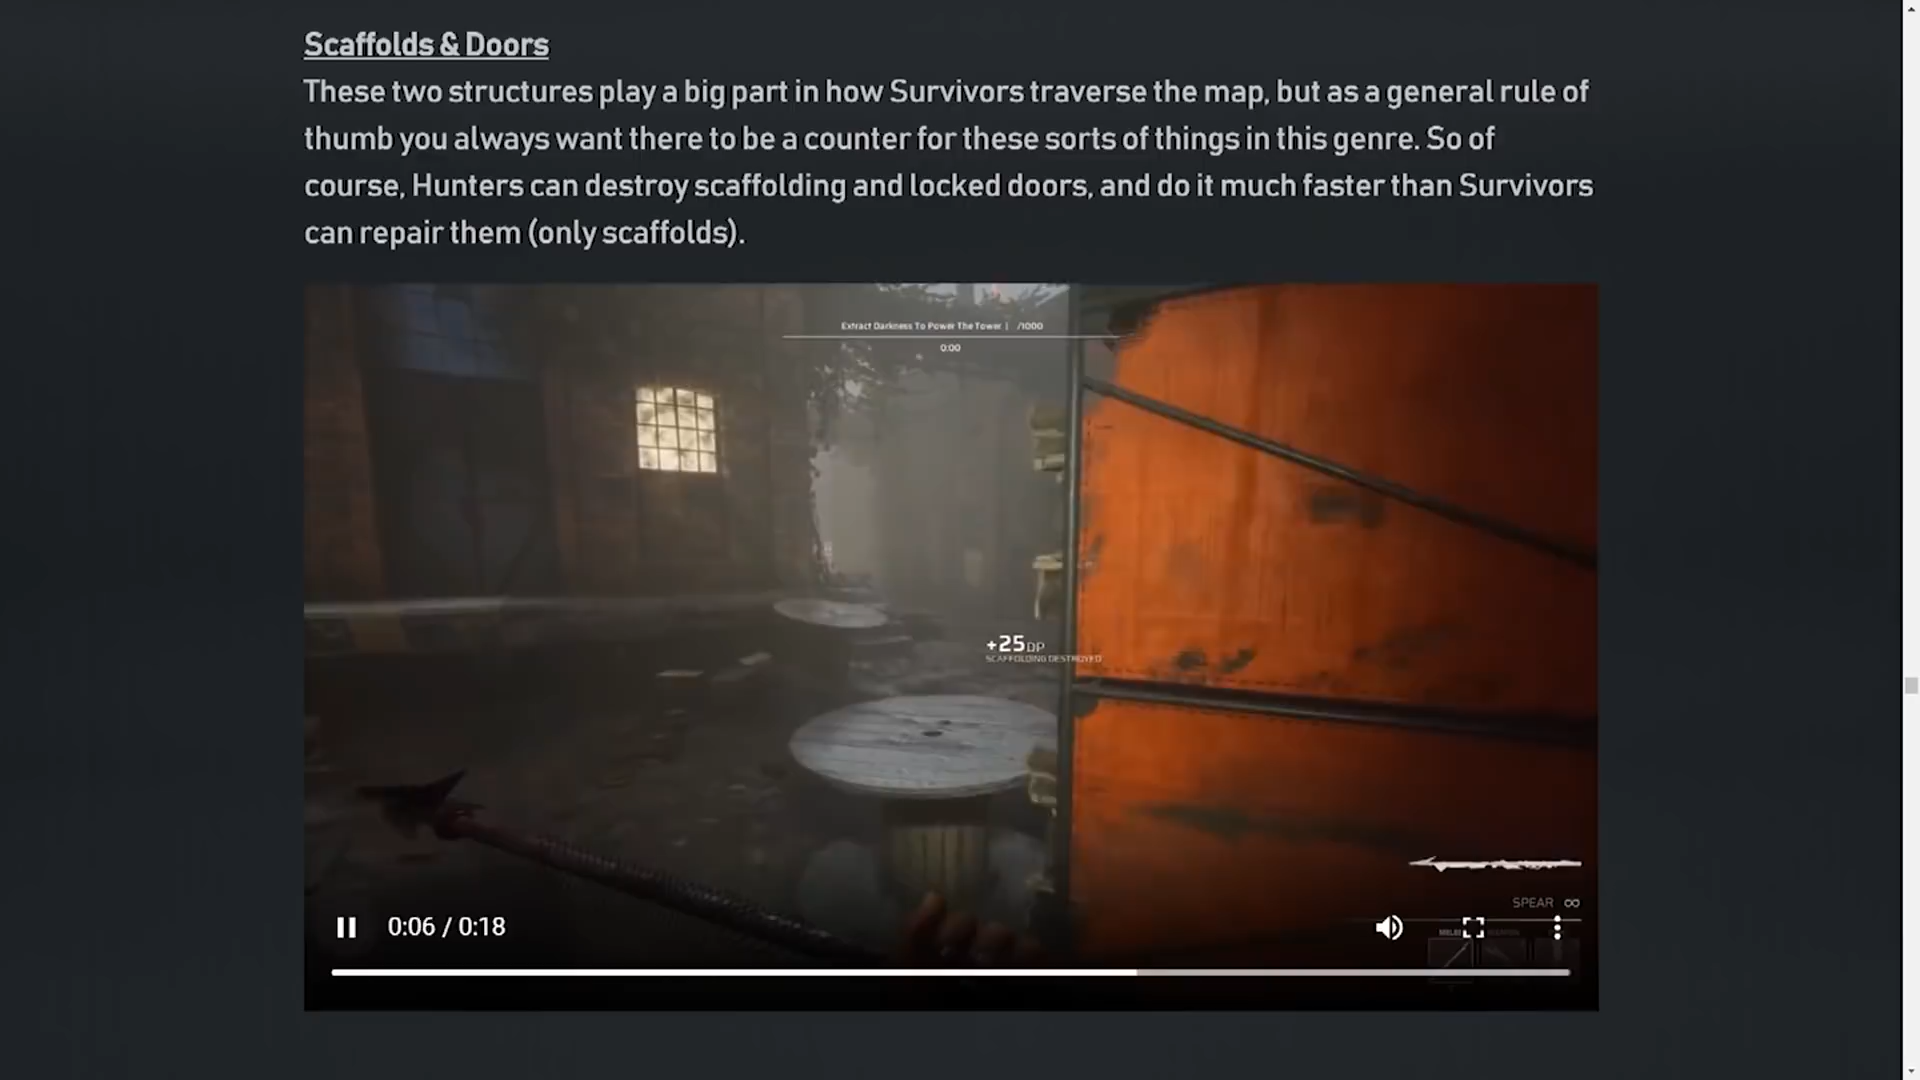 Scaffolds & Doors
These two structures play a big part in how Survivors traverse the map, but as a general rule of
thumb you always want there to be a counter for these sorts of things in this genre. So of
course, Hunters can destroy scaffolding and locked doors, and do it much faster than Survivors
can repair them (only scaffolds).
Extract Darkness To Power The Tower | /1000
0:00
+25 DP
SCAFFOLDING DESTROYED
SPEAR ∞
0:06 / 0:18